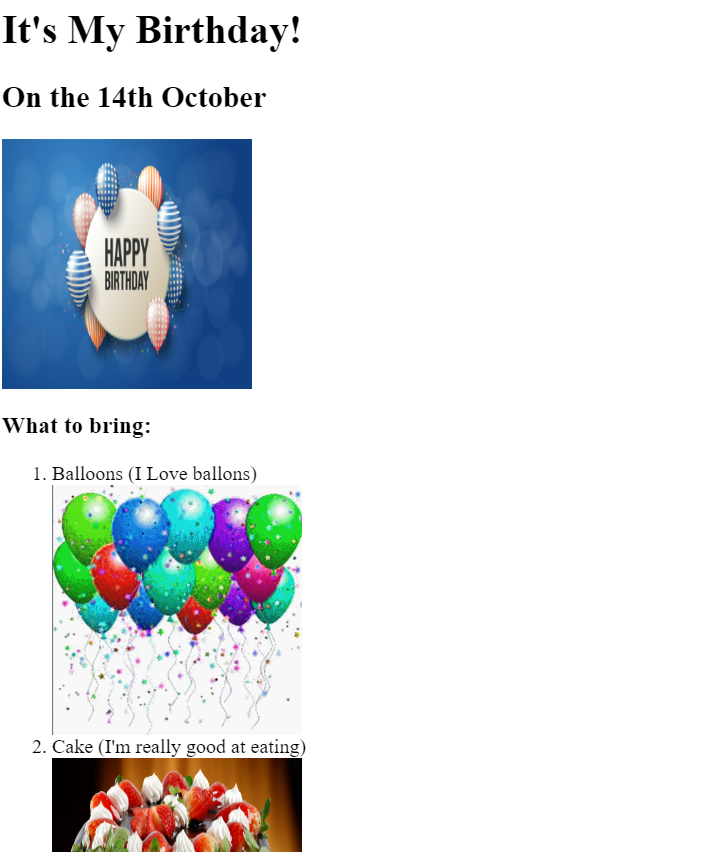 It's My Birthday!
On the 14th October
HAPPY
BIRTHDAY
What to bring:
1. Balloons (I Love ballons)
2. Cake (I'm really good at eating)